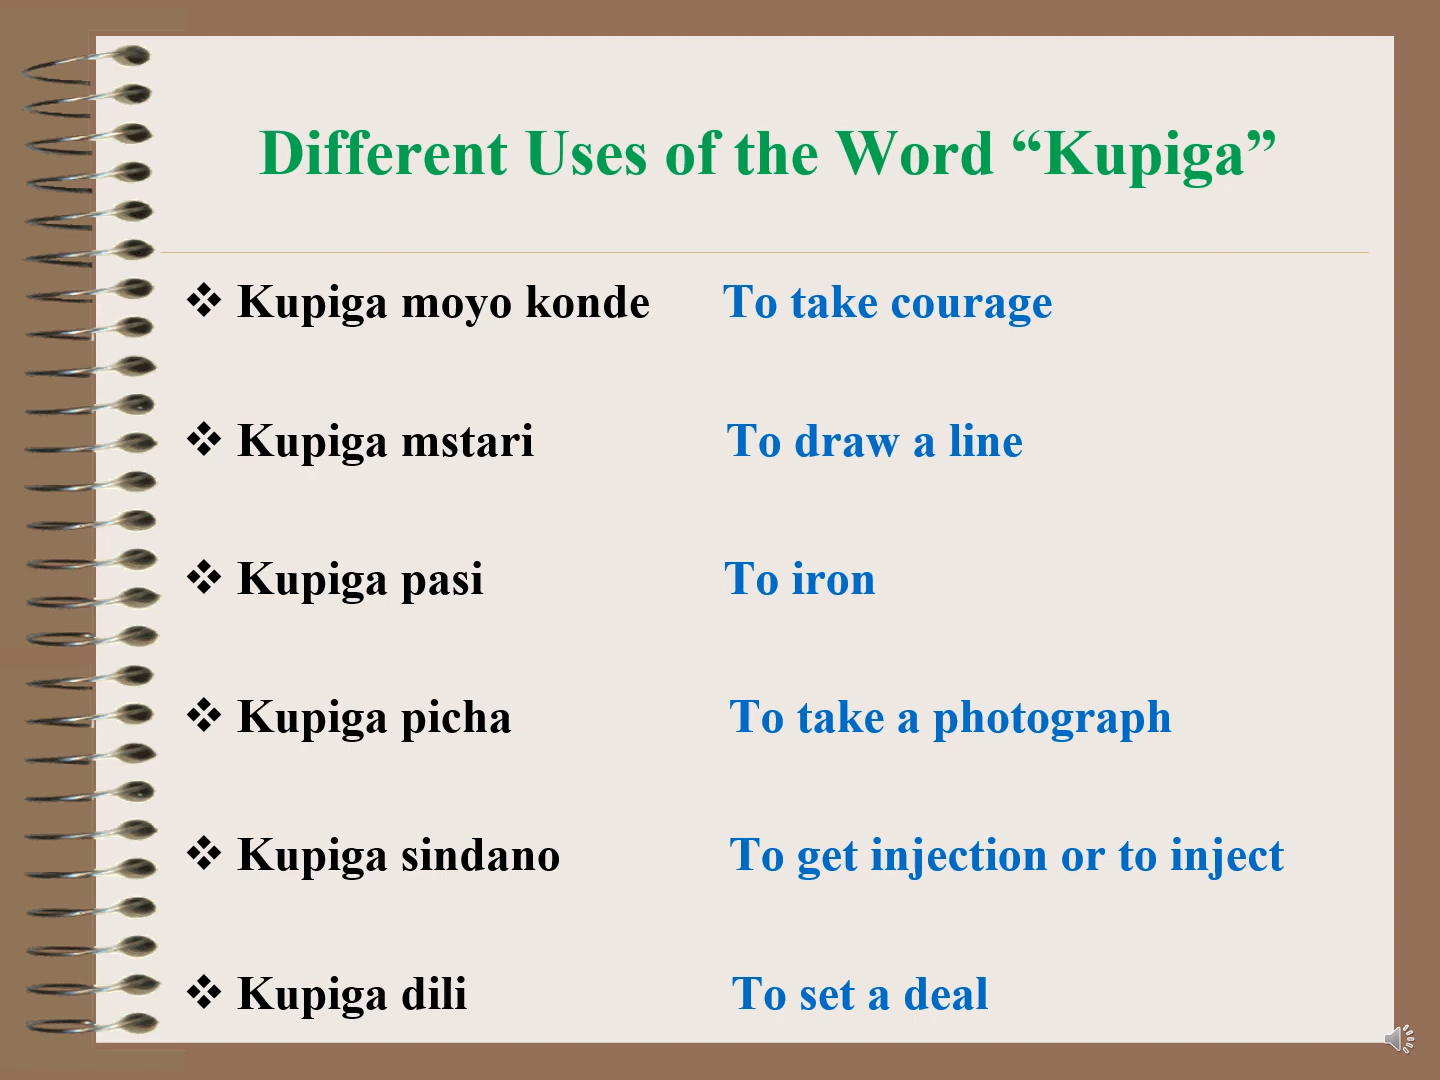 Different Uses of the Word “Kupiga”
❖ Kupiga moyo konde To take courage
❖ Kupiga mstari To draw a line
❖ Kupiga pasi To iron
❖ Kupiga picha To take a photograph
❖ Kupiga sindano To get injection or to inject
❖ Kupiga dili To set a deal